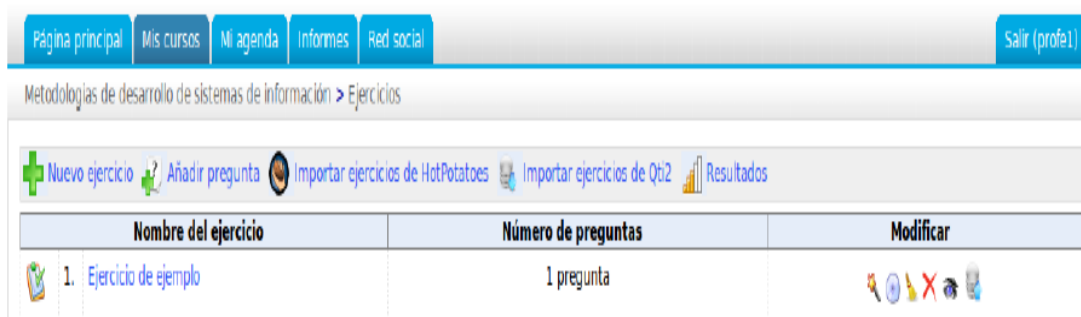 Página principal Mis cursos Mi agenda Informes Red social Salir (profe1)
Metodologias de desarrollo de sistemas de información > Ejercicios
Nuevo ejercicio Añadir pregunta Importar ejercicios de HotPotatoes Importar ejercicios de Qti2 Resultados
Nombre del ejercicio Número de preguntas Modificar
1. Ejercicio de ejemplo 1 pregunta